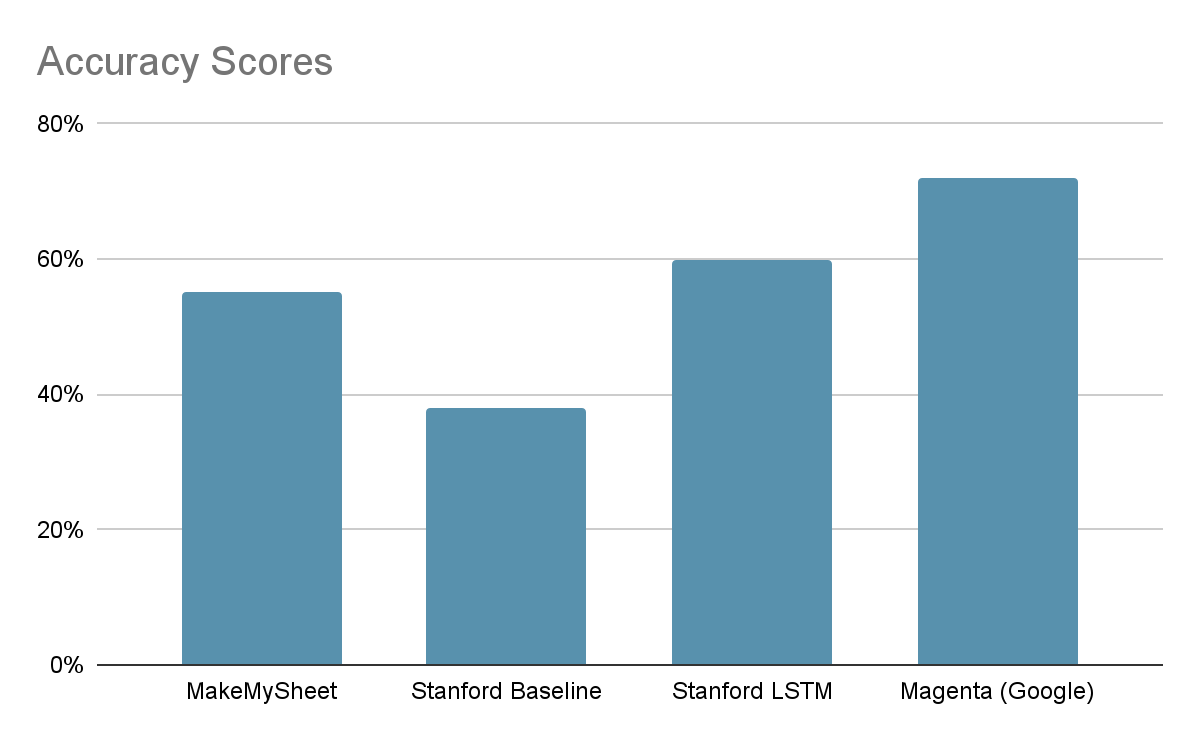 Accuracy Scores
80%
60%
40%
20%
0%
MakeMySheet
Stanford Baseline
Stanford LSTM
Magenta (Google)